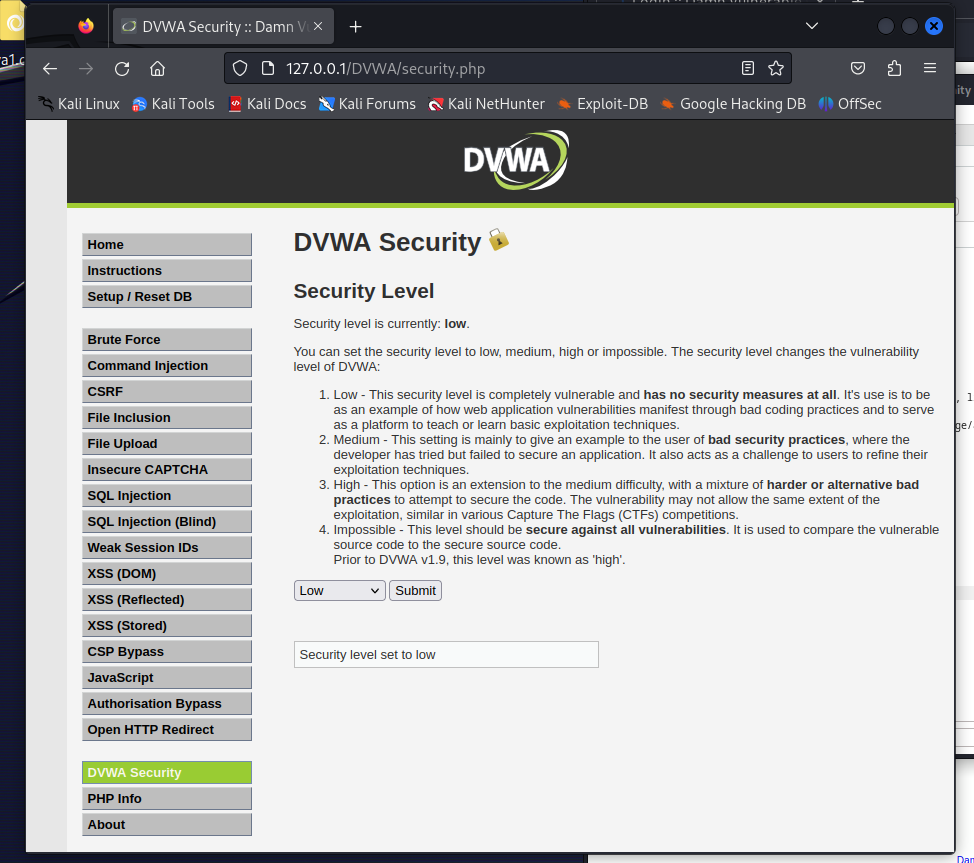 DVWA Security :: Damn Vu
127.0.0.1/DVWA/security.php
Kali Linux Kali Tools Kali Docs Kali Forums Kali NetHunter Exploit-DB Google Hacking DB OffSec
DVWA
Home
Instructions
Setup / Reset DB
Brute Force
Command Injection
CSRF
File Inclusion
File Upload
Insecure CAPTCHA
SQL Injection
SQL Injection (Blind)
Weak Session IDs
XSS (DOM)
XSS (Reflected)
XSS (Stored)
CSP Bypass
JavaScript
Authorisation Bypass
Open HTTP Redirect
DVWA Security
PHP Info
About
DVWA Security
Security Level
Security level is currently: low.
You can set the security level to low, medium, high or impossible. The security level changes the vulnerability
level of DVWA:
1. Low - This security level is completely vulnerable and has no security measures at all. It's use is to be
as an example of how web application vulnerabilities manifest through bad coding practices and to serve
as a platform to teach or learn basic exploitation techniques.
2. Medium - This setting is mainly to give an example to the user of bad security practices, where the
developer has tried but failed to secure an application. It also acts as a challenge to users to refine their
exploitation techniques.
3. High - This option is an extension to the medium difficulty, with a mixture of harder or alternative bad
practices to attempt to secure the code. The vulnerability may not allow the same extent of the
exploitation, similar in various Capture The Flags (CTFs) competitions.
4. Impossible - This level should be secure against all vulnerabilities. It is used to compare the vulnerable
source code to the secure source code.
Prior to DVWA v1.9, this level was known as 'high'.
Low Submit
Security level set to low